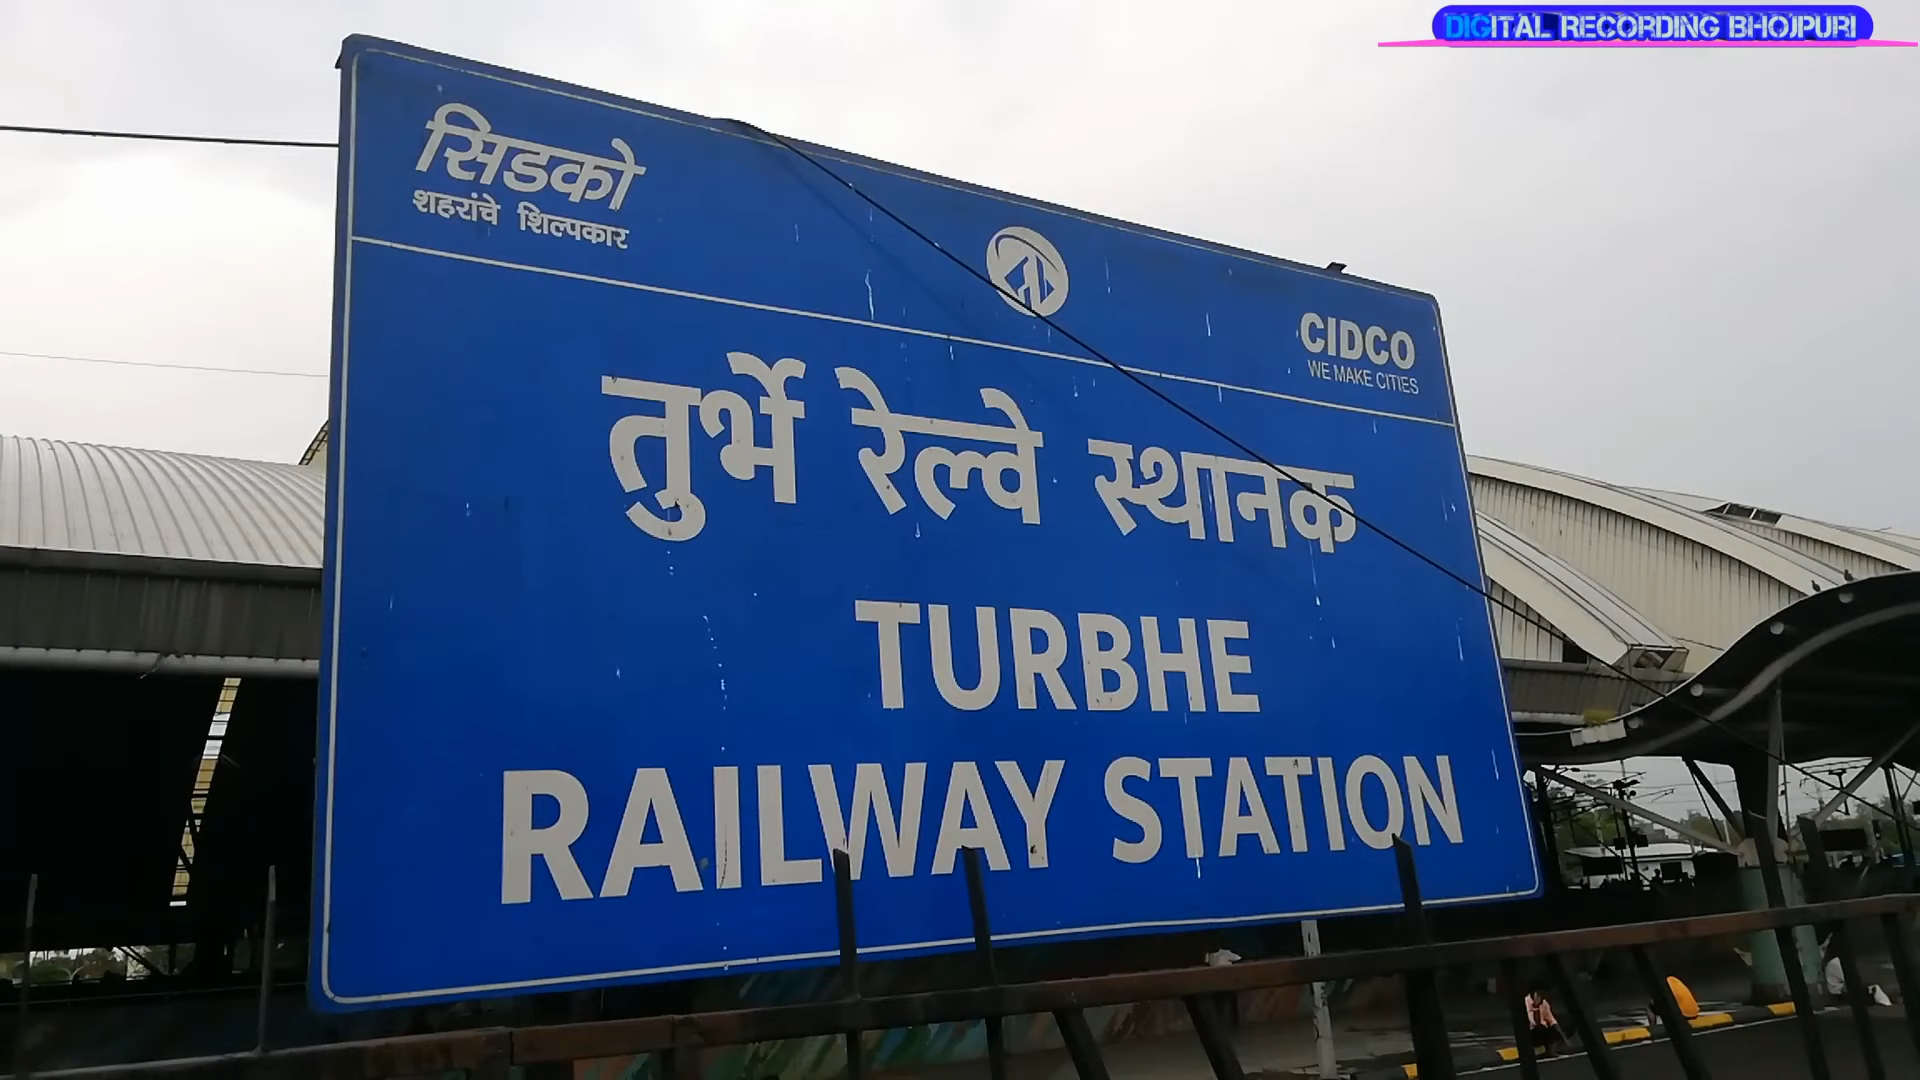 DIGITAL RECORDING BHOJPURI
सिडको
शहरांचे शिल्पकार
CIDCO
WE MAKE CITIES
तुर्भे रेल्वे स्थानक
TURBHE
RAILWAY STATION